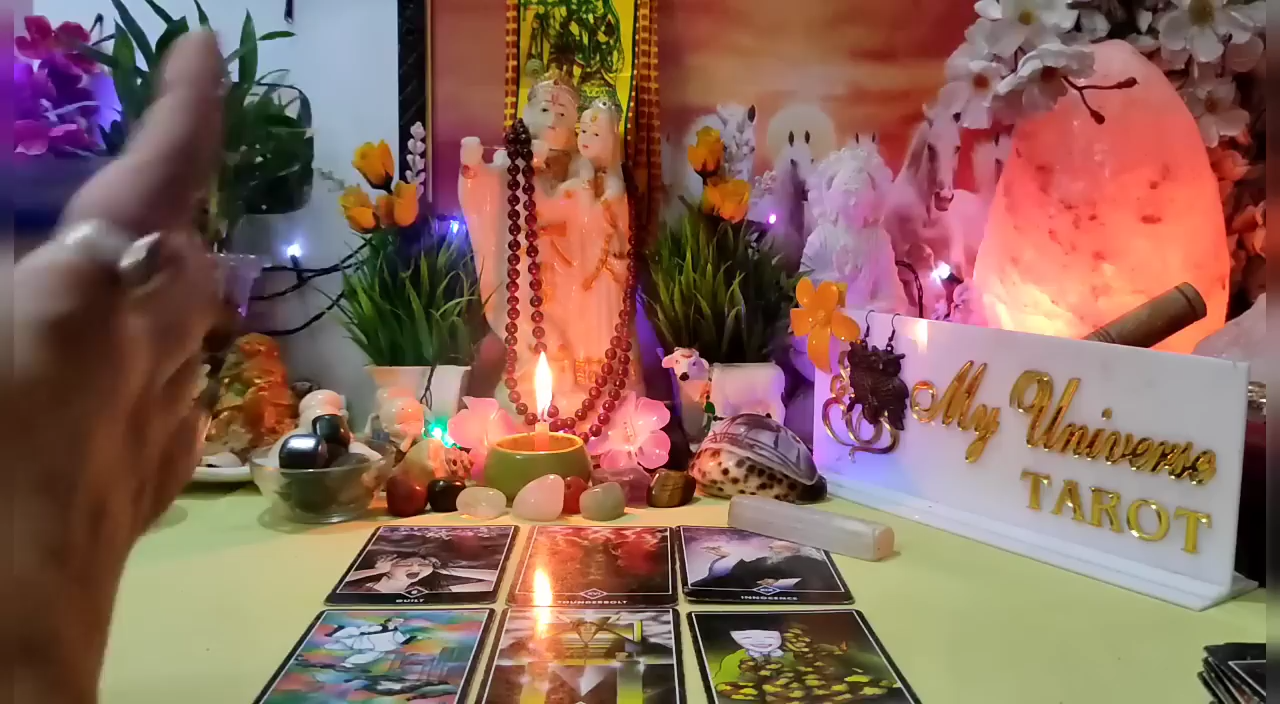 My Universe
TAROT
GUILT
THUNDERBOLT
INNOCENCE